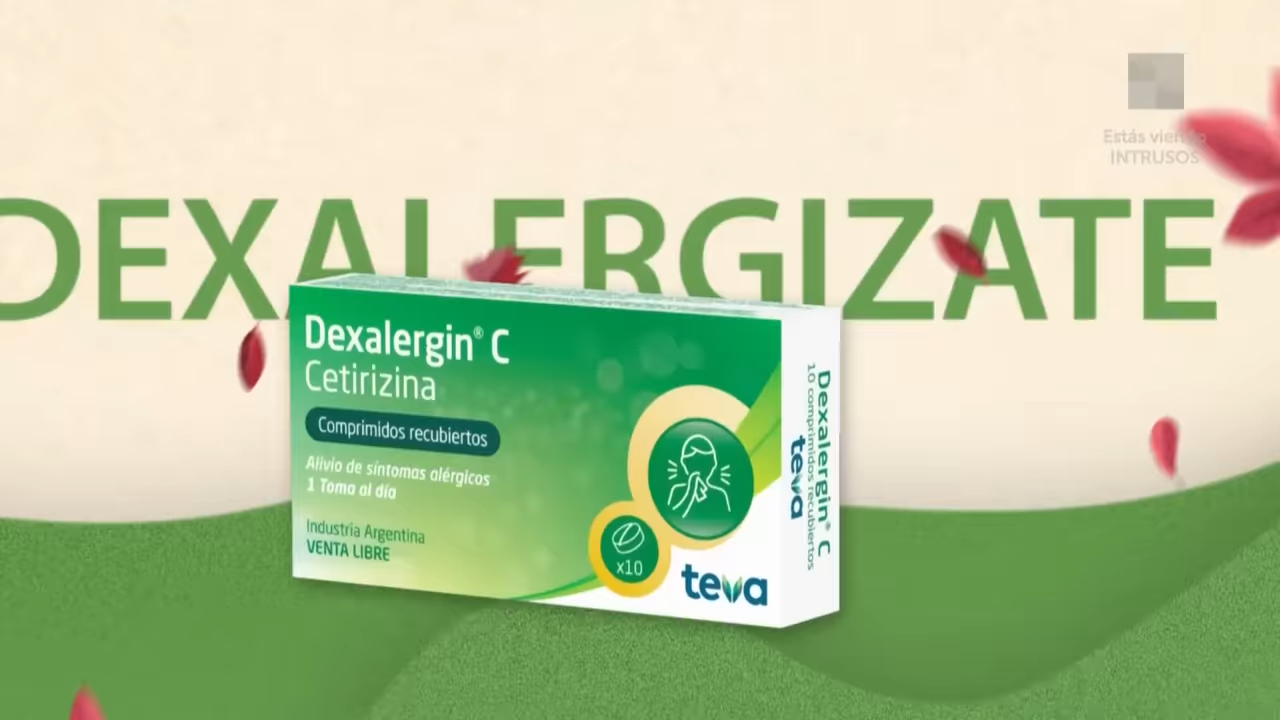 Estás viendo
INTRUSOS
DEXALERGIZATE
Dexalergin® C
Cetirizina
Comprimidos recubiertos
Alivio de síntomas alérgicos
1 Toma al día
Industria Argentina
VENTA LIBRE
x10
teva
Dexalergin® C
10 comprimidos recubiertos
teva